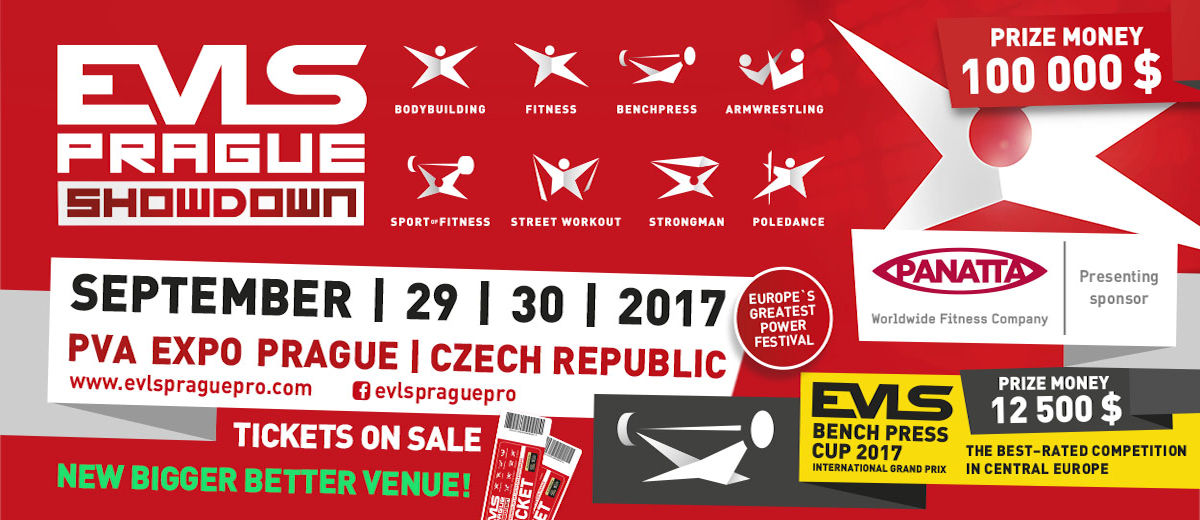 EVLS
PRAGUE
SHOWDOWN
BODYBUILDING
FITNESS
BENCHPRESS
ARMWRESTLING
SPORT OF FITNESS
STREET WORKOUT
STRONGMAN
POLEDANCE
PRIZE MONEY
100 000 $
PANATTA
Worldwide Fitness Company
Presenting
sponsor
SEPTEMBER | 29 | 30 | 2017
PVA EXPO PRAGUE | CZECH REPUBLIC
www.evlspraguepro.com
evlspraguepro
EUROPE`S
GREATEST
POWER
FESTIVAL
TICKETS ON SALE
NEW BIGGER BETTER VENUE!
EVLS
BENCH PRESS
CUP 2017
INTERNATIONAL GRAND PRIX
PRIZE MONEY
12 500 $
THE BEST-RATED COMPETITION
IN CENTRAL EUROPE